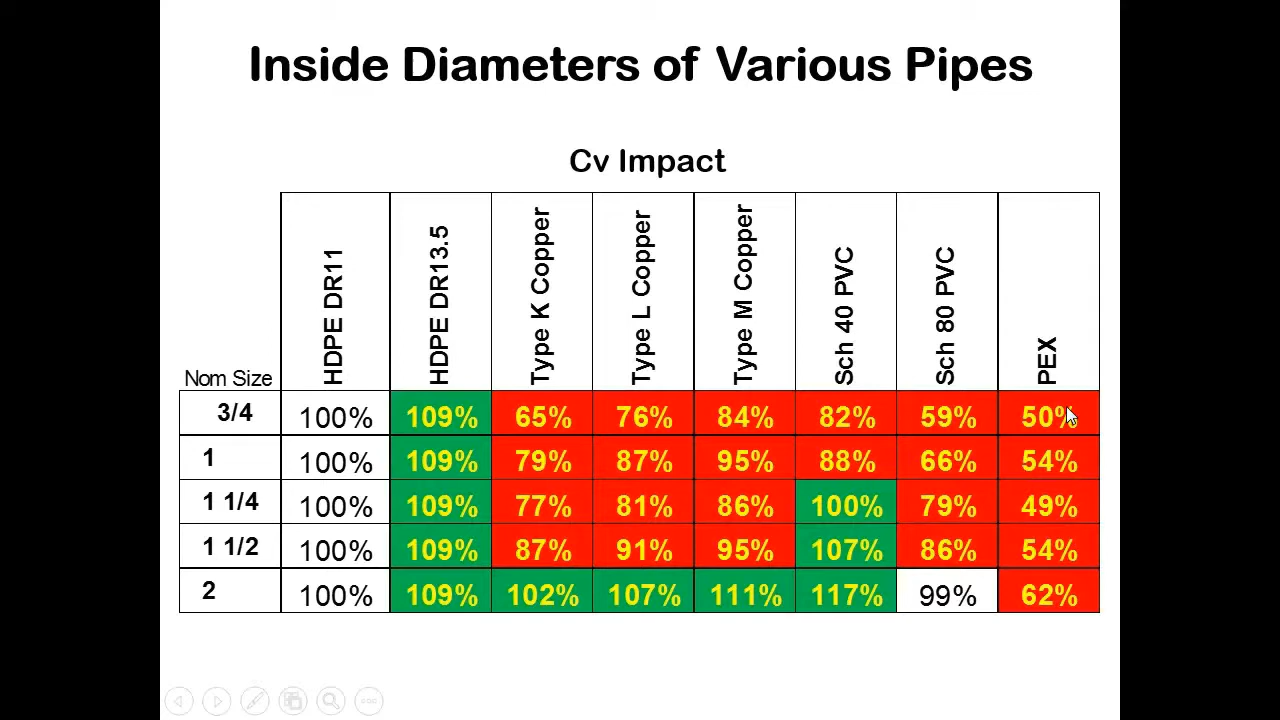 Inside Diameters of Various Pipes
Cv Impact
Nom Size HDPE DR11 HDPE DR13.5 Type K Copper Type L Copper Type M Copper Sch 40 PVC Sch 80 PVC PEX
3/4 100% 109% 65% 76% 84% 82% 59% 50%
1 100% 109% 79% 87% 95% 88% 66% 54%
1 1/4 100% 109% 77% 81% 86% 100% 79% 49%
1 1/2 100% 109% 87% 91% 95% 107% 86% 54%
2 100% 109% 102% 107% 111% 117% 99% 62%